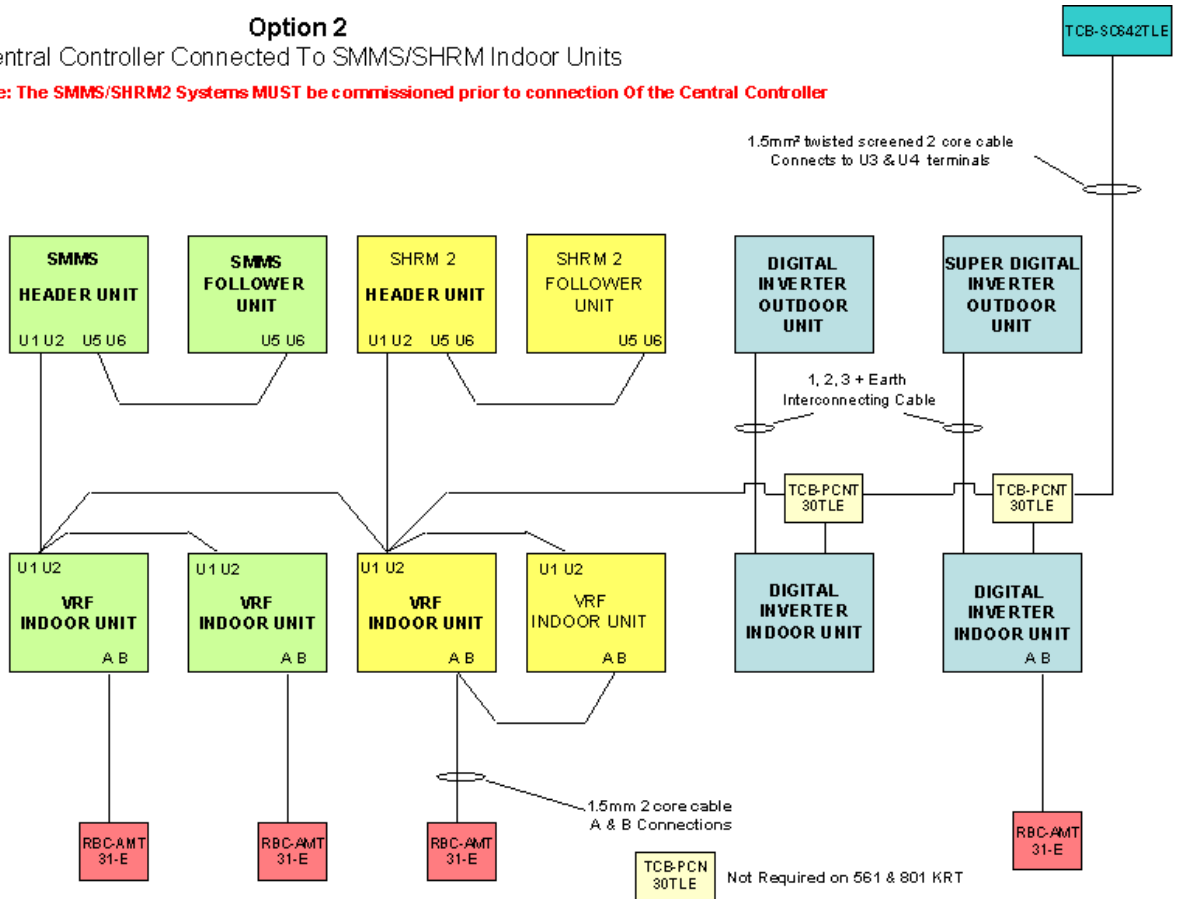 Option 2
entral Controller Connected To SMMS/SHRM Indoor Units
e: The SMMS/SHRM2 Systems MUST be commissioned prior to connection Of the Central Controller
TCB-SC642TLE
1.5mm² twisted screened 2 core cable
Connects to U3 & U4 terminals
SMMS
HEADER UNIT
U1 U2 U5 U6
SMMS
FOLLOWER
UNIT
U5 U6
SHRM 2
HEADER UNIT
U1 U2 U5 U6
SHRM 2
FOLLOWER
UNIT
U5 U6
DIGITAL
INVERTER
OUTDOOR
UNIT
SUPER DIGITAL
INVERTER
OUTDOOR
UNIT
1, 2, 3 + Earth
Interconnecting Cable
TCB-PCNT
30TLE
TCB-PCNT
30TLE
U1 U2
VRF
INDOOR UNIT
A B
U1 U2
VRF
INDOOR UNIT
A B
U1 U2
VRF
INDOOR UNIT
A B
U1 U2
VRF
INDOOR UNIT
A B
DIGITAL
INVERTER
INDOOR UNIT
DIGITAL
INVERTER
INDOOR UNIT
A B
1.5mm 2 core cable
A & B Connections
RBC-AMT
31-E
RBC-AMT
31-E
RBC-AMT
31-E
RBC-AMT
31-E
TCB-PCN
30TLE
Not Required on 561 & 801 KRT